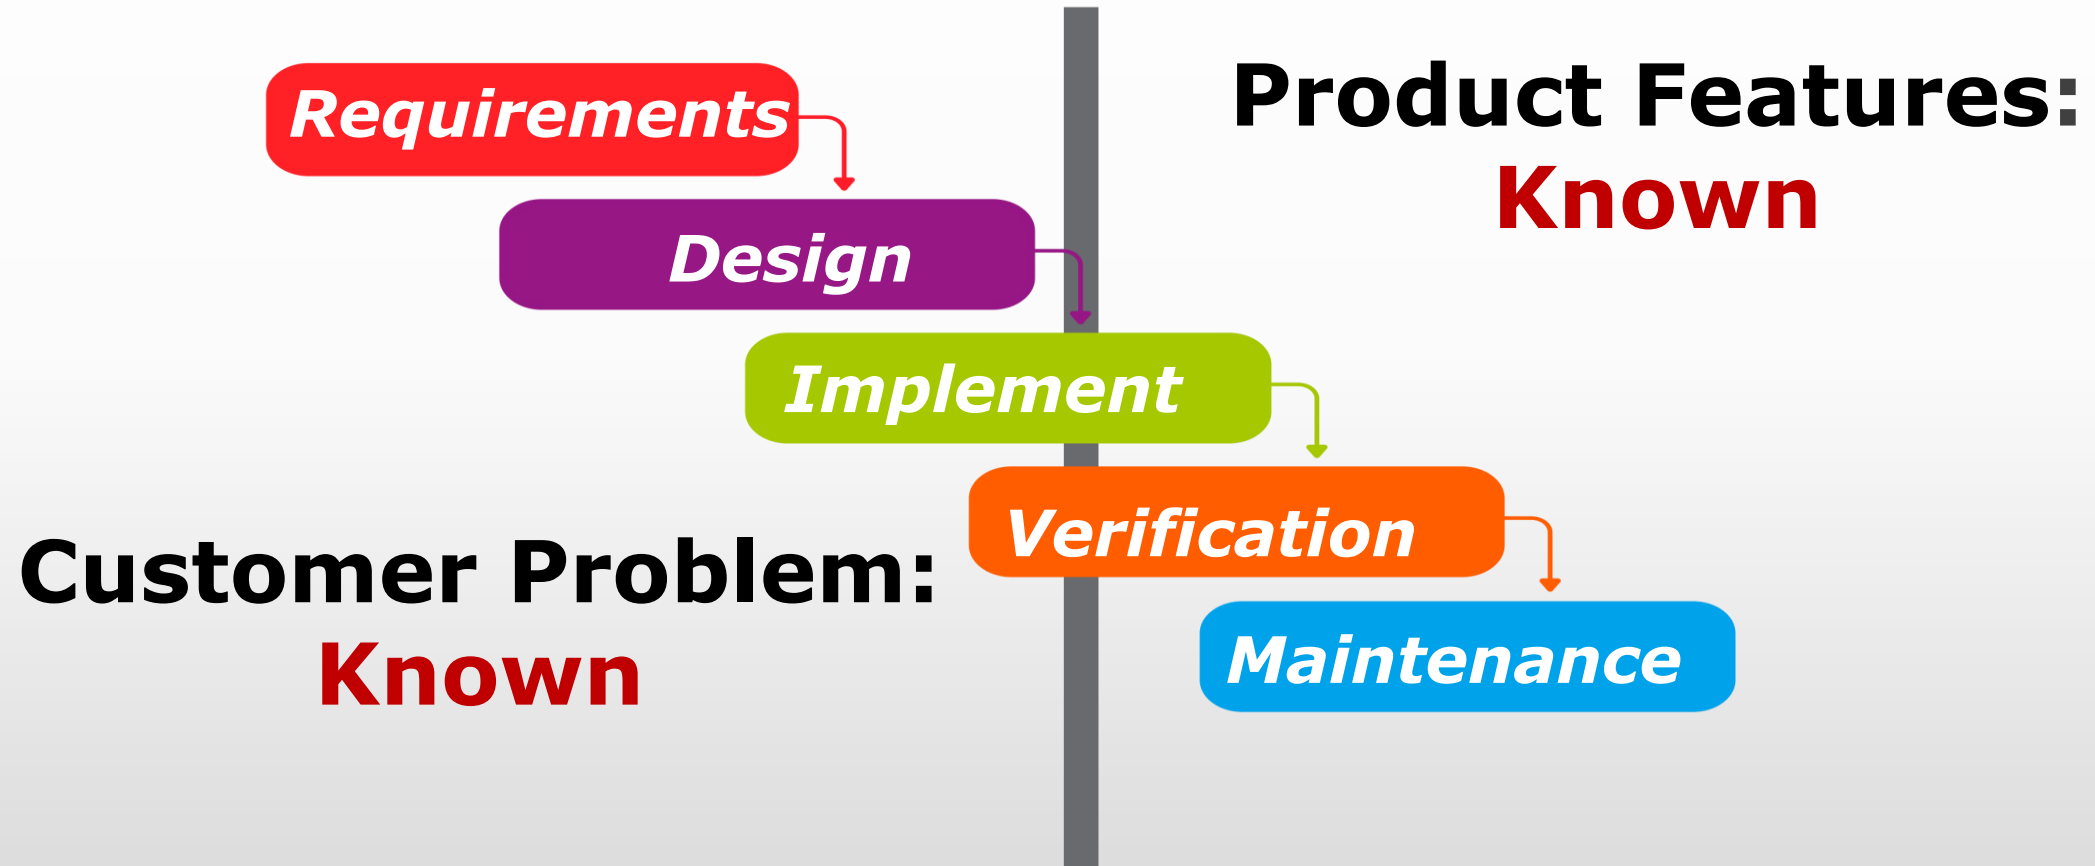 Requirements
Product Features:
Known
Design
Implement
Verification
Customer Problem:
Known
Maintenance